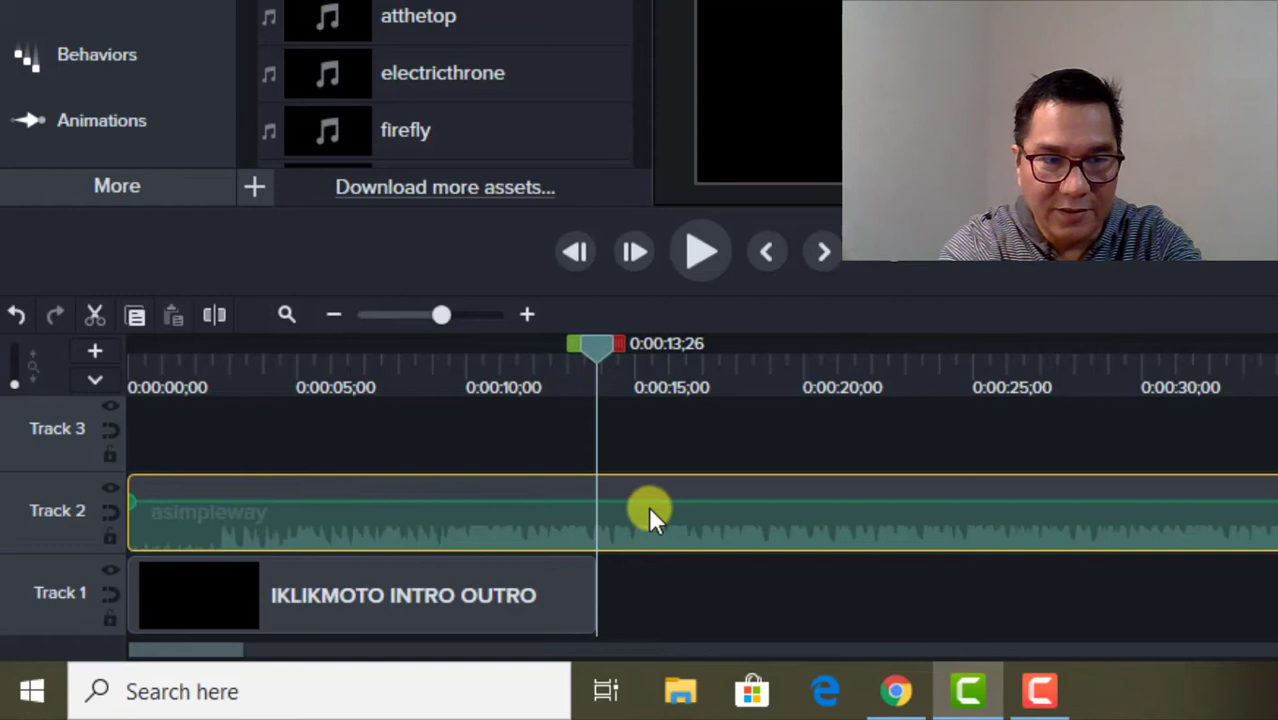 Behaviors
Animations
More
atthetop
electricthrone
firefly
Download more assets...
0:00:13;26
0:00:00;00
0:00:05;00
0:00:10;00
0:00:15;00
0:00:20;00
0:00:25;00
0:00:30;00
Track 3
Track 2
asimpleway
Track 1
IKLIKMOTO INTRO OUTRO
Search here